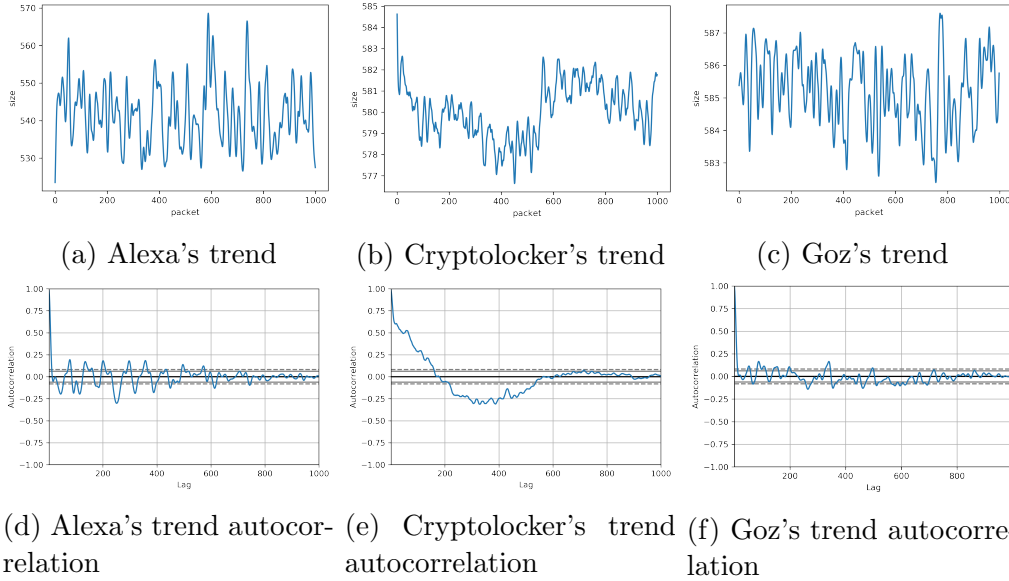 570
560
550
540
530
size
0 200 400 600 800 1000
packet
585
584
583
582
581
580
579
578
577
size
0 200 400 600 800 1000
packet
587
586
585
584
583
size
0 200 400 600 800 1000
packet
(a) Alexa's trend
(b) Cryptolocker's trend
(c) Goz's trend
1.00
0.75
0.50
0.25
0.00
−0.25
−0.50
−0.75
−1.00
Autocorrelation
200 400 600 800 1000
Lag
1.00
0.75
0.50
0.25
0.00
−0.25
−0.50
−0.75
−1.00
Autocorrelation
200 400 600 800 1000
Lag
1.00
0.75
0.50
0.25
0.00
−0.25
−0.50
−0.75
−1.00
Autocorrelation
200 400 600 800
Lag
(d) Alexa's trend autocor-
relation
(e) Cryptolocker's trend
autocorrelation
(f) Goz's trend autocorre-
lation